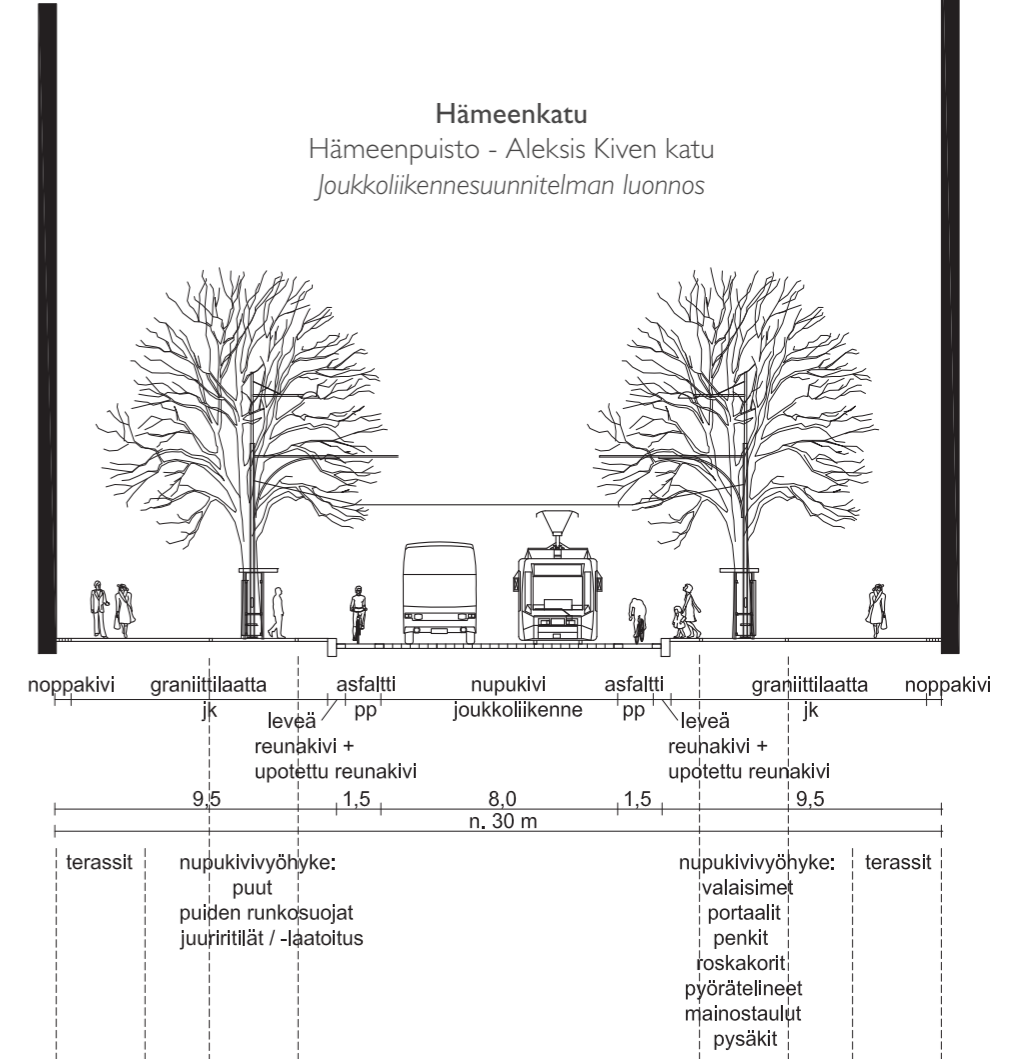 Hämeenkatu
Hämeenpuisto - Aleksis Kiven katu
Joukkoliikennesuunnitelman luonnos
noppakivi graniittilaatta asfaltti nupukivi asfaltti graniittilaatta noppakivi
jk pp joukkoliikenne pp jk
leveä
reunakivi +
upotettu reunakivi
leveä
reunakivi +
upotettu reunakivi
9,5 1,5 8,0 1,5 9,5
n. 30 m
terassit
nupukivivyöhyke:
puut
puiden runkosuojat
juuriritilät / -laatoitus
nupukivivyöhyke:
valaisimet
portaalit
penkit
roskakorit
pyörätelineet
mainostaulut
pysäkit
terassit